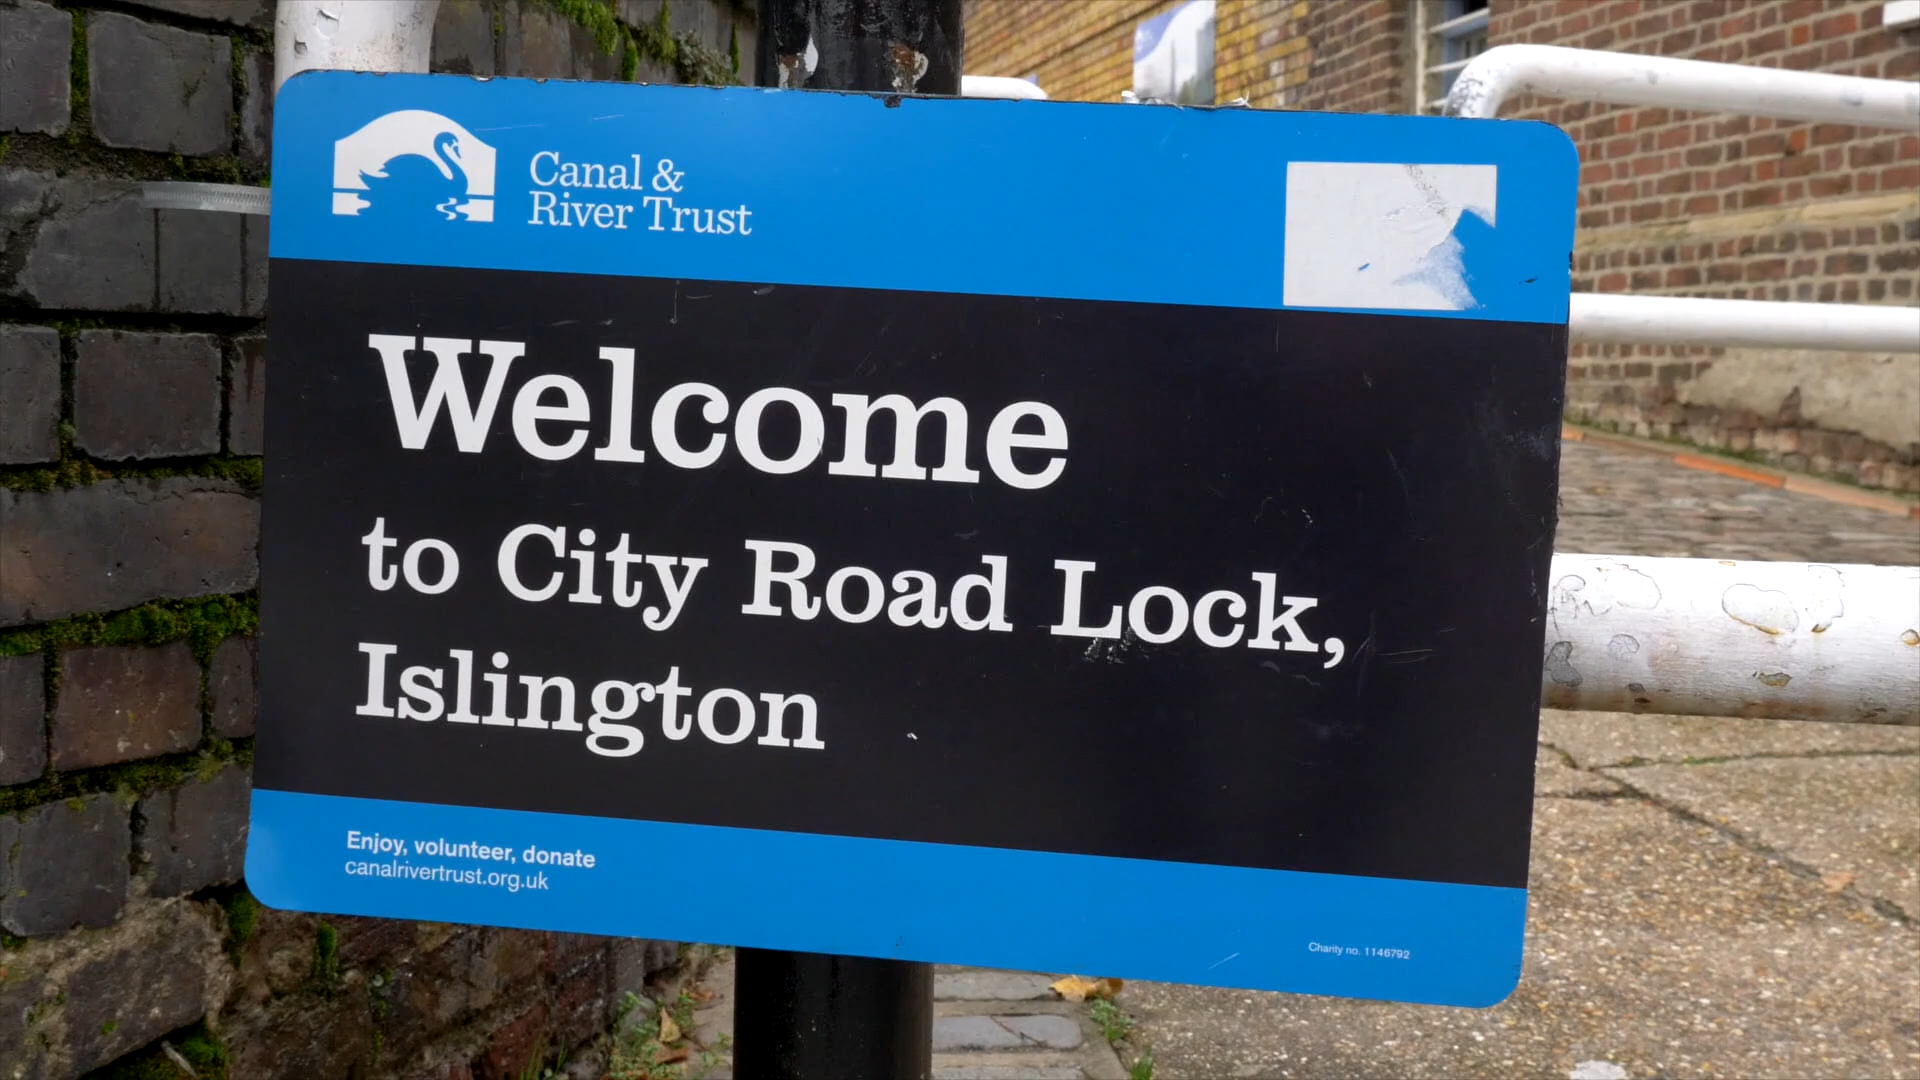 Canal &
River Trust
Welcome
to City Road Lock,
Islington
Enjoy, volunteer, donate
canalrivertrust.org.uk
Charity no. 1146792